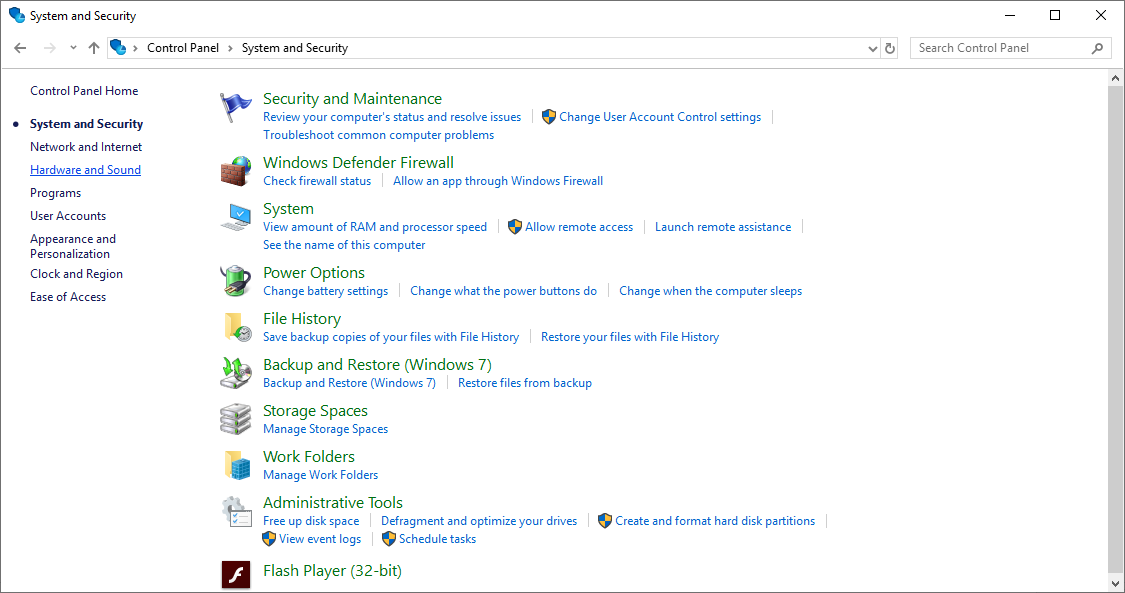 System and Security
Control Panel System and Security
Search Control Panel
Control Panel Home
System and Security
Network and Internet
Hardware and Sound
Programs
User Accounts
Appearance and
Personalization
Clock and Region
Ease of Access
Security and Maintenance
Review your computer's status and resolve issues Change User Account Control settings
Troubleshoot common computer problems
Windows Defender Firewall
Check firewall status Allow an app through Windows Firewall
System
View amount of RAM and processor speed Allow remote access Launch remote assistance
See the name of this computer
Power Options
Change battery settings Change what the power buttons do Change when the computer sleeps
File History
Save backup copies of your files with File History Restore your files with File History
Backup and Restore (Windows 7)
Backup and Restore (Windows 7) Restore files from backup
Storage Spaces
Manage Storage Spaces
Work Folders
Manage Work Folders
Administrative Tools
Free up disk space Defragment and optimize your drives Create and format hard disk partitions
View event logs Schedule tasks
Flash Player (32-bit)